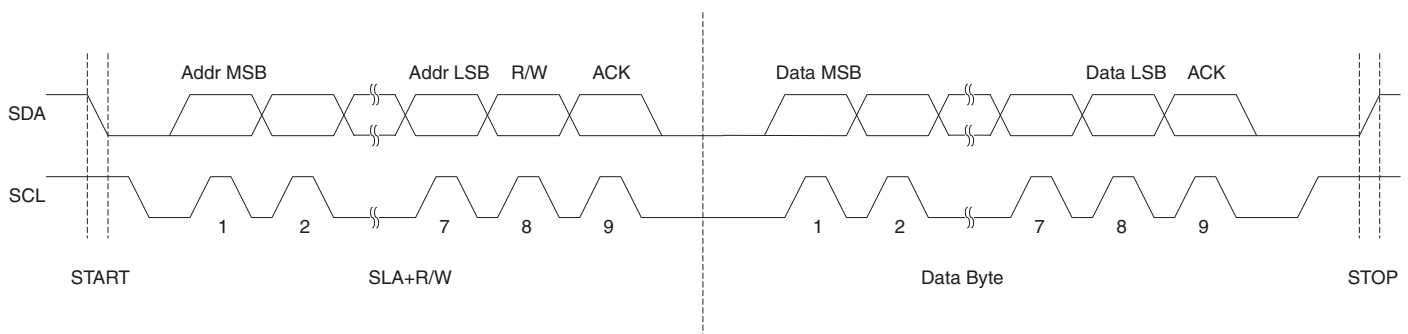 Addr MSB Addr LSB R/W ACK Data MSB Data LSB ACK
SDA
SCL
1 2 7 8 9 1 2 7 8 9
START SLA+R/W Data Byte STOP